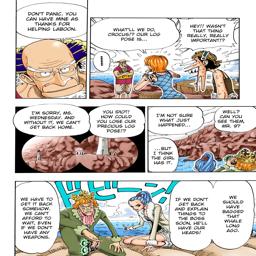 DON'T PANIC. YOU
CAN HAVE MINE AS
THANKS FOR
HELPING LABOON.
WHAT'LL WE DO,
CROCUS!? OUR LOG
POSE IS...
HEY!! WASN'T
THAT THING
REALLY, REALLY
IMPORTANT!?
I'M SORRY, MS.
WEDNESDAY. AND
WITHOUT IT, WE CAN'T
GET BACK HOME.
YOU IDIOT!
HOW COULD
YOU LOSE OUR
PRECIOUS LOG
POSE!?
I'M NOT SURE
WHAT JUST
HAPPENED...
...BUT I
THINK THE
GIRL HAS IT.
WELL?
CAN YOU
SEE THEM,
MR. 9?
WE HAVE TO
GET IT BACK
SOMEHOW. WE
CAN'T AFFORD
TO WAIT, EVEN
IF WE DON'T
HAVE ANY
WEAPONS.
IF WE DON'T
GET BACK AND
EXPLAIN
THINGS TO
THE BOSS
SOON, HE'LL
HAVE OUR
HEADS!
WE
SHOULD
HAVE
BAGGED
THAT
WHALE
LONG
AGO.